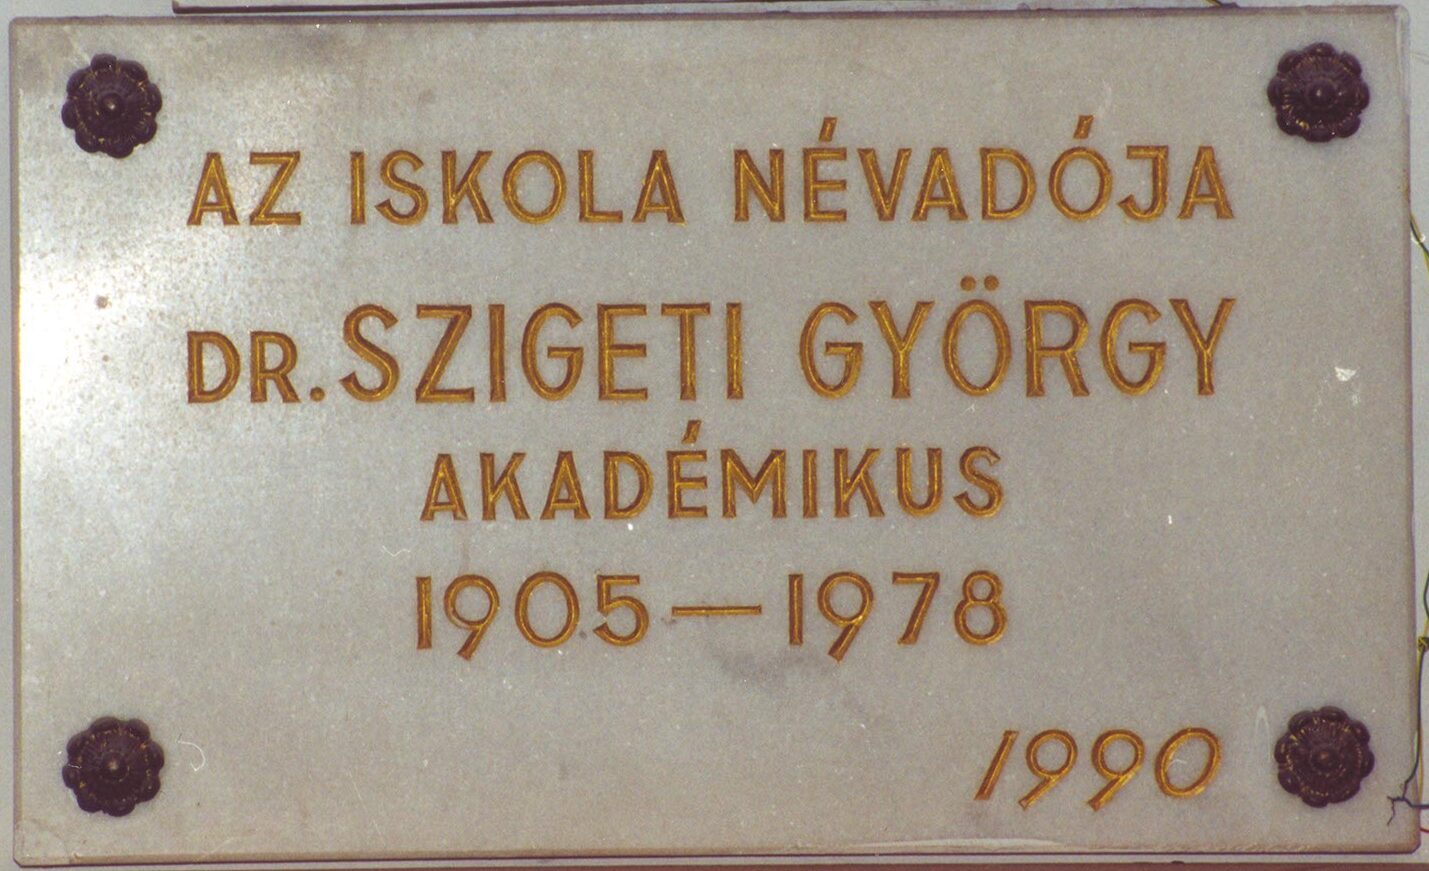 AZ ISKOLA NÉVADÓJA
DR. SZIGETI GYÖRGY
AKADÉMIKUS
1905—1978
1990